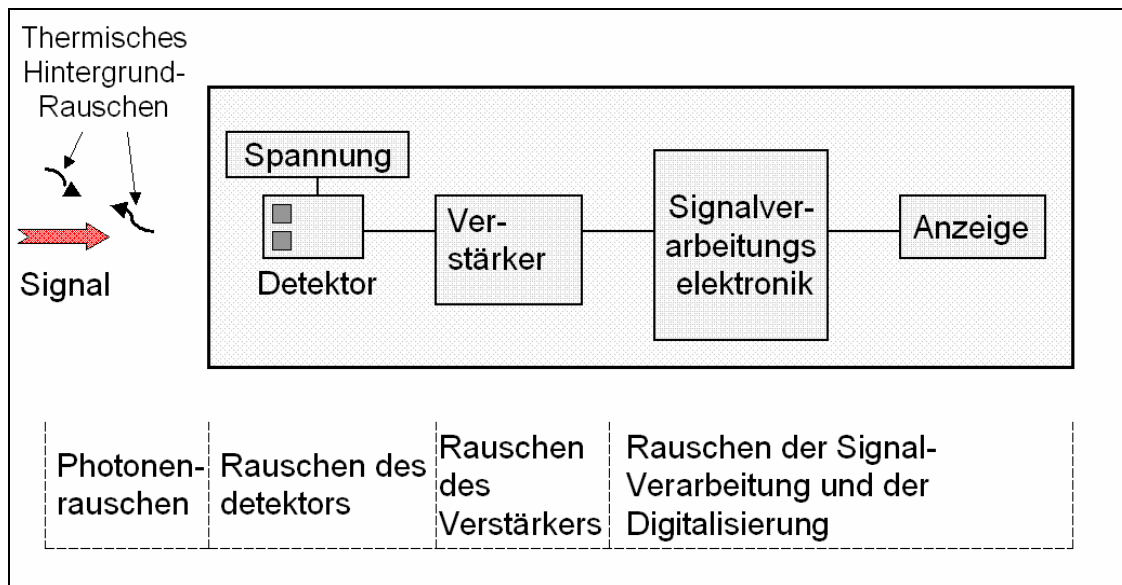 Thermisches
Hintergrund-
Rauschen
Signal
Spannung
Detektor
Ver-
stärker
Signalver-
arbeitungs
elektronik
Anzeige
Photonen-
rauschen
Rauschen des
detektors
Rauschen
des
Verstärkers
Rauschen der Signal-
Verarbeitung und der
Digitalisierung